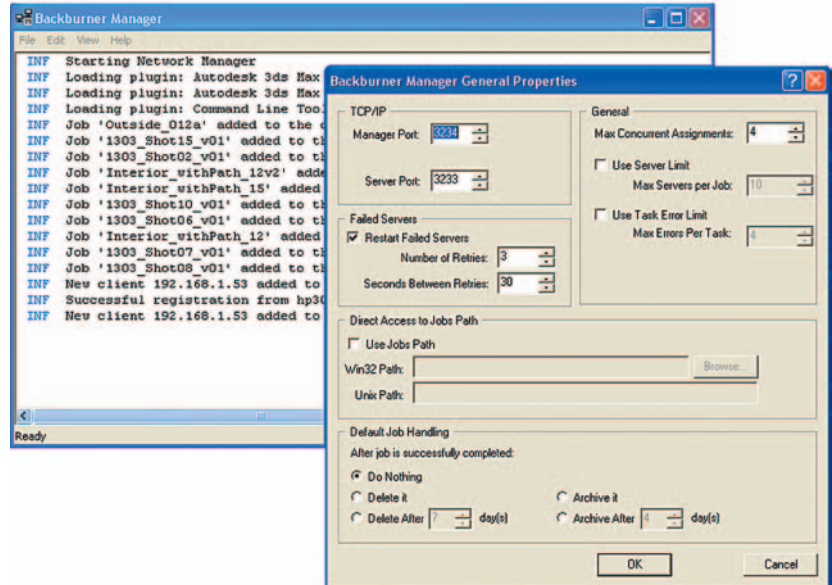 Backburner Manager
File Edit View Help
INF Starting Network Manager
INF Loading plugin: Autodesk 3ds Max
INF Loading plugin: Autodesk 3ds Max
INF Loading plugin: Command Line Too
INF Job 'Outside_012a' added to the
INF Job '1303_Shot15_v01' added to th
INF Job '1303_Shot02_v01' added to th
INF Job 'Interior_withPath_12v2' adde
INF Job 'Interior_withPath_15' added
INF Job '1303_Shot10_v01' added to th
INF Job '1303_Shot06_v01' added to th
INF Job 'Interior_withPath_12' added
INF Job '1303_Shot07_v01' added to th
INF Job '1303_Shot08_v01' added to th
INF New client 192.168.1.53 added to
INF Successful registration from hp30
INF New client 192.168.1.53 added to
Ready
Backburner Manager General Properties
TCP/IP
Manager Port: 3234
Server Port: 3233
General
Max Concurrent Assignments: 4
Use Server Limit
Max Servers per Job: 10
Use Task Error Limit
Max Errors Per Task: 4
Failed Servers
Restart Failed Servers
Number of Retries: 3
Seconds Between Retries: 30
Direct Access to Jobs Path
Use Jobs Path
Win32 Path: Browse...
Unix Path:
Default Job Handling
After job is successfully completed:
Do Nothing
Delete it Archive it
Delete After 7 day(s) Archive After 4 day(s)
OK Cancel